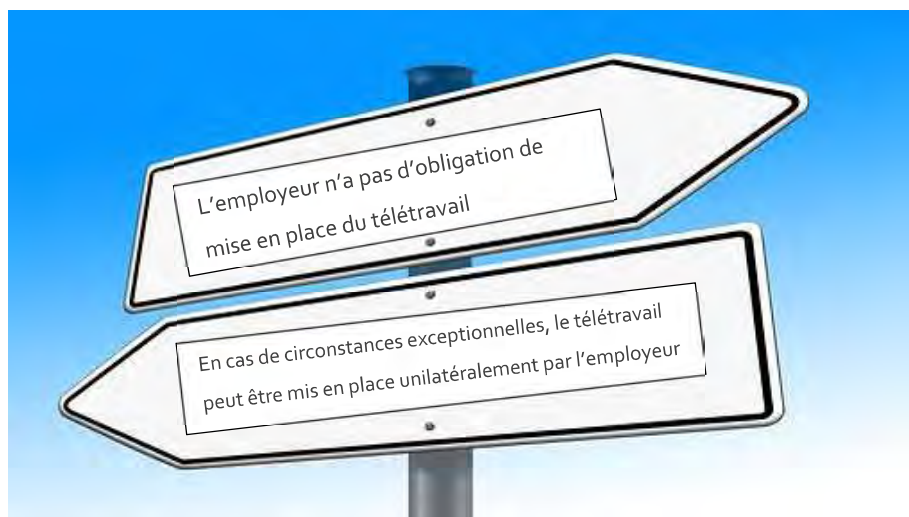 L'employeur n'a pas d'obligation de
mise en place du télétravail
En cas de circonstances exceptionnelles, le télétravail
peut être mis en place unilatéralement par l'employeur